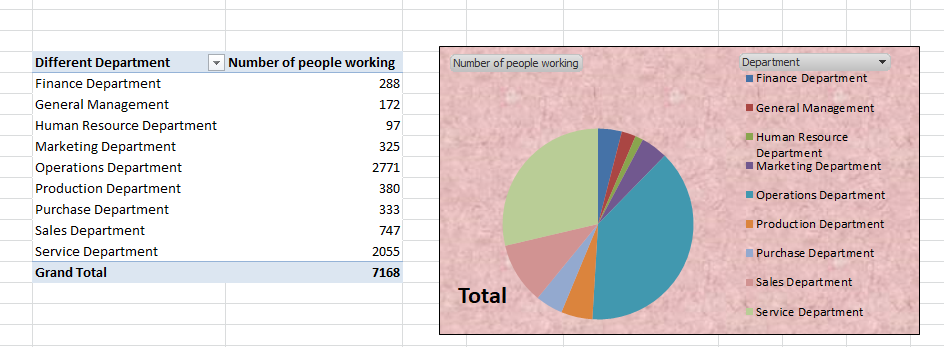 Different Department Number of people working
Finance Department 288
General Management 172
Human Resource Department 97
Marketing Department 325
Operations Department 2771
Production Department 380
Purchase Department 333
Sales Department 747
Service Department 2055
Grand Total 7168
Number of people working
Department
Finance Department
General Management
Human Resource
Department
Marketing Department
Operations Department
Production Department
Purchase Department
Sales Department
Service Department
Total